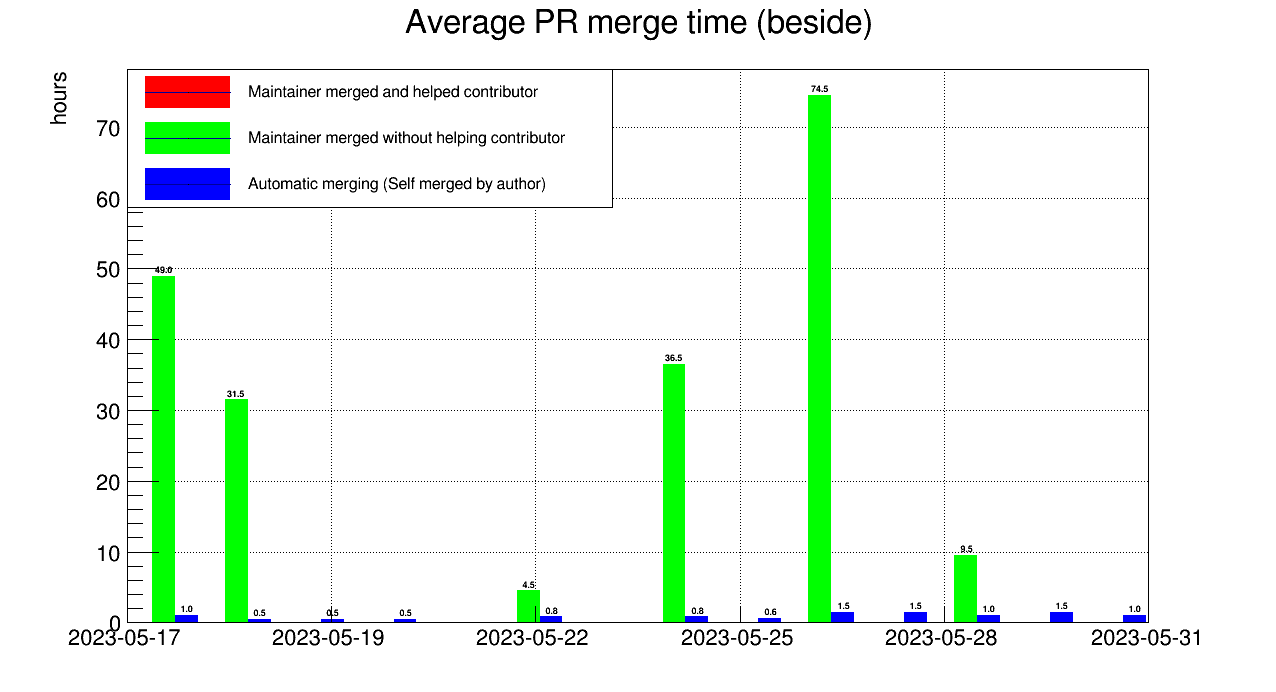 Average PR merge time (beside)
hours
Maintainer merged and helped contributor
Maintainer merged without helping contributor
Automatic merging (Self merged by author)
70
60
50
40
30
20
10
0
74.5
49.0
36.5
31.5
9.5
4.5
1.0 0.5 0.5 0.5 0.8 0.8 0.6 1.5 1.5 1.0 1.5 1.0
2023-05-17 2023-05-19 2023-05-22 2023-05-25 2023-05-28 2023-05-31